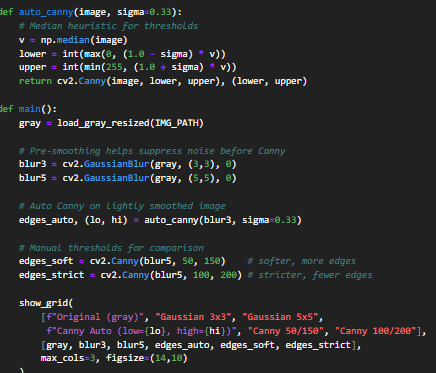 def auto_canny(image, sigma=0.33):
    # Median heuristic for thresholds
    v = np.median(image)
    lower = int(max(0, (1.0 - sigma) * v))
    upper = int(min(255, (1.0 + sigma) * v))
    return cv2.Canny(image, lower, upper), (lower, upper)

def main():
    gray = load_gray_resized(IMG_PATH)

    # Pre-smoothing helps suppress noise before Canny
    blur3 = cv2.GaussianBlur(gray, (3,3), 0)
    blur5 = cv2.GaussianBlur(gray, (5,5), 0)

    # Auto Canny on lightly smoothed image
    edges_auto, (lo, hi) = auto_canny(blur3, sigma=0.33)

    # Manual thresholds for comparison
    edges_soft = cv2.Canny(blur5, 50, 150)    # softer, more edges
    edges_strict = cv2.Canny(blur5, 100, 200) # stricter, fewer edges

    show_grid(
        [f"Original (gray)", "Gaussian 3x3", "Gaussian 5x5",
         f"Canny Auto (low={lo}, high={hi})", "Canny 50/150", "Canny 100/200"],
        [gray, blur3, blur5, edges_auto, edges_soft, edges_strict],
        max_cols=3, figsize=(14,10)
    )